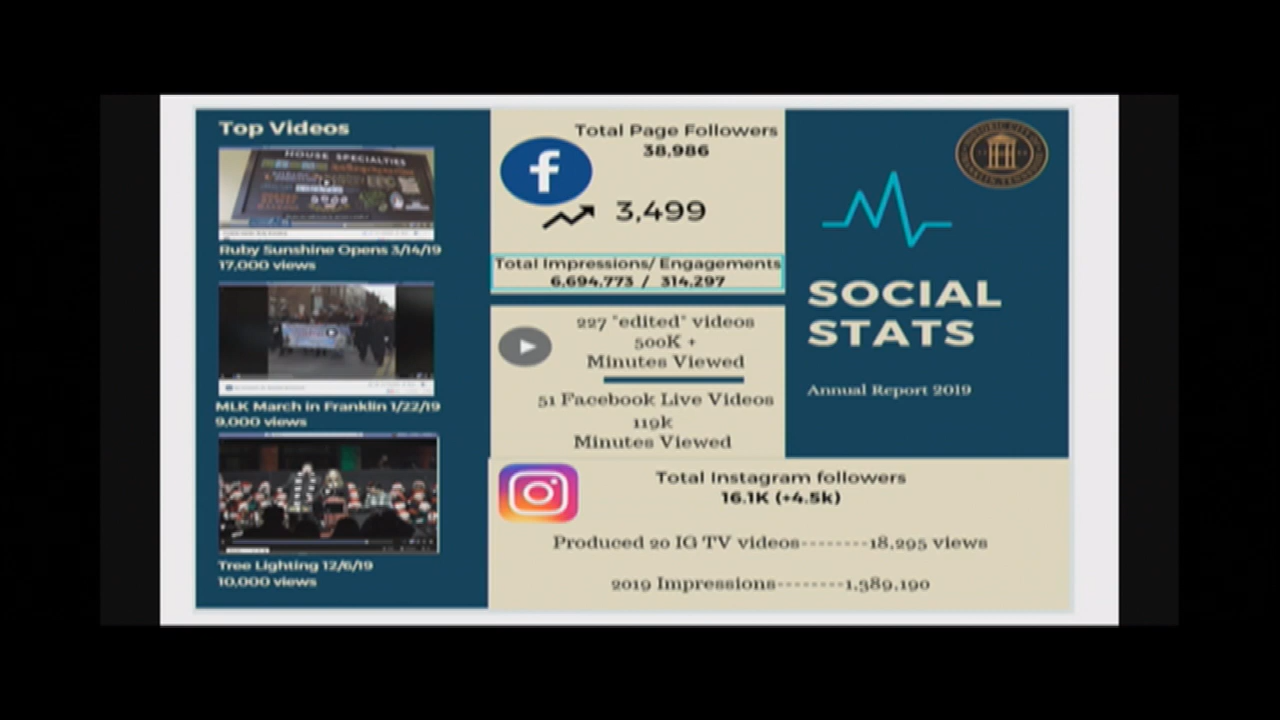 Top Videos
HOUSE SPECIALTIES
Ruby Sunshine Opens 3/14/19
17,000 views
MLK March in Franklin 1/22/19
9,000 views
Tree Lighting 12/6/19
10,000 views
Total Page Followers
38,986
3,499
Total Impressions/ Engagements
6,694,773 / 314,297
227 "edited" videos
500K +
Minutes Viewed
51 Facebook Live Videos
119k
Minutes Viewed
Total Instagram followers
16.1K (+4.5k)
Produced 20 IG TV videos--------18,295 views
2019 Impressions--------1,389,190
SOCIAL
STATS
Annual Report 2019